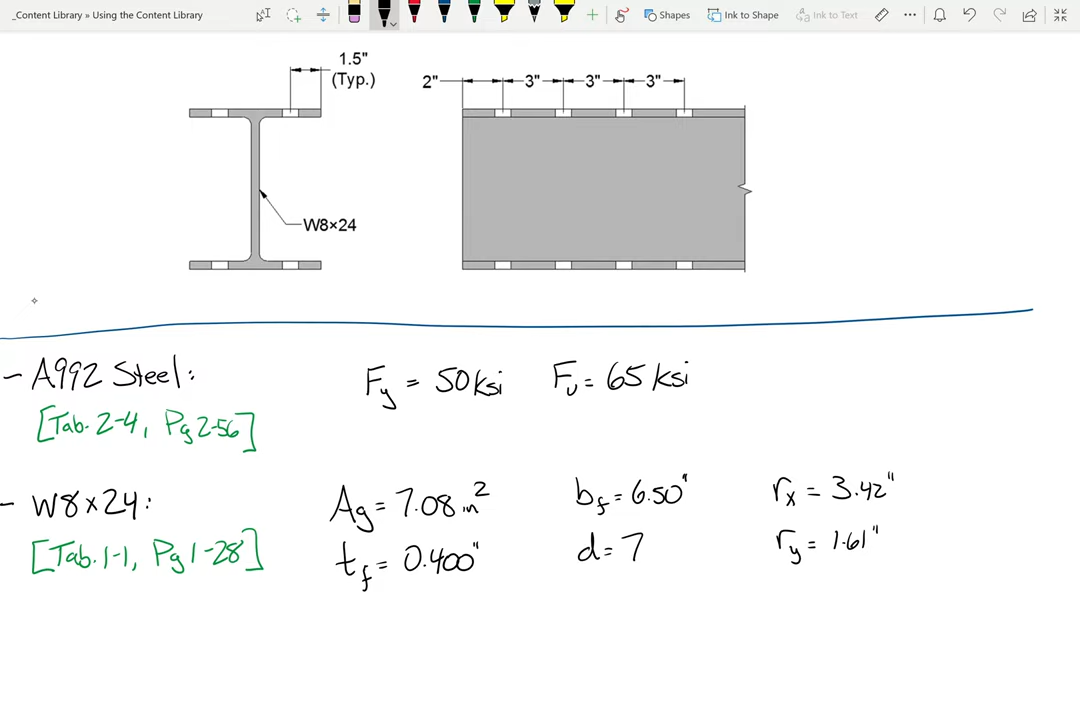 _Content Library » Using the Content Library
Shapes
Ink to Shape
Ink to Text
1.5"
(Typ.)
2"
3"
3"
3"
W8×24
- A992 Steel:
Fy = 50 ksi
Fu = 65 ksi
[Tab. 2-4, Pg 2-56]
- W8×24:
Ag = 7.08 in²
bf = 6.50"
rx = 3.42"
[Tab. 1-1, Pg 1-28]
tf = 0.400"
d = 7
ry = 1.61"